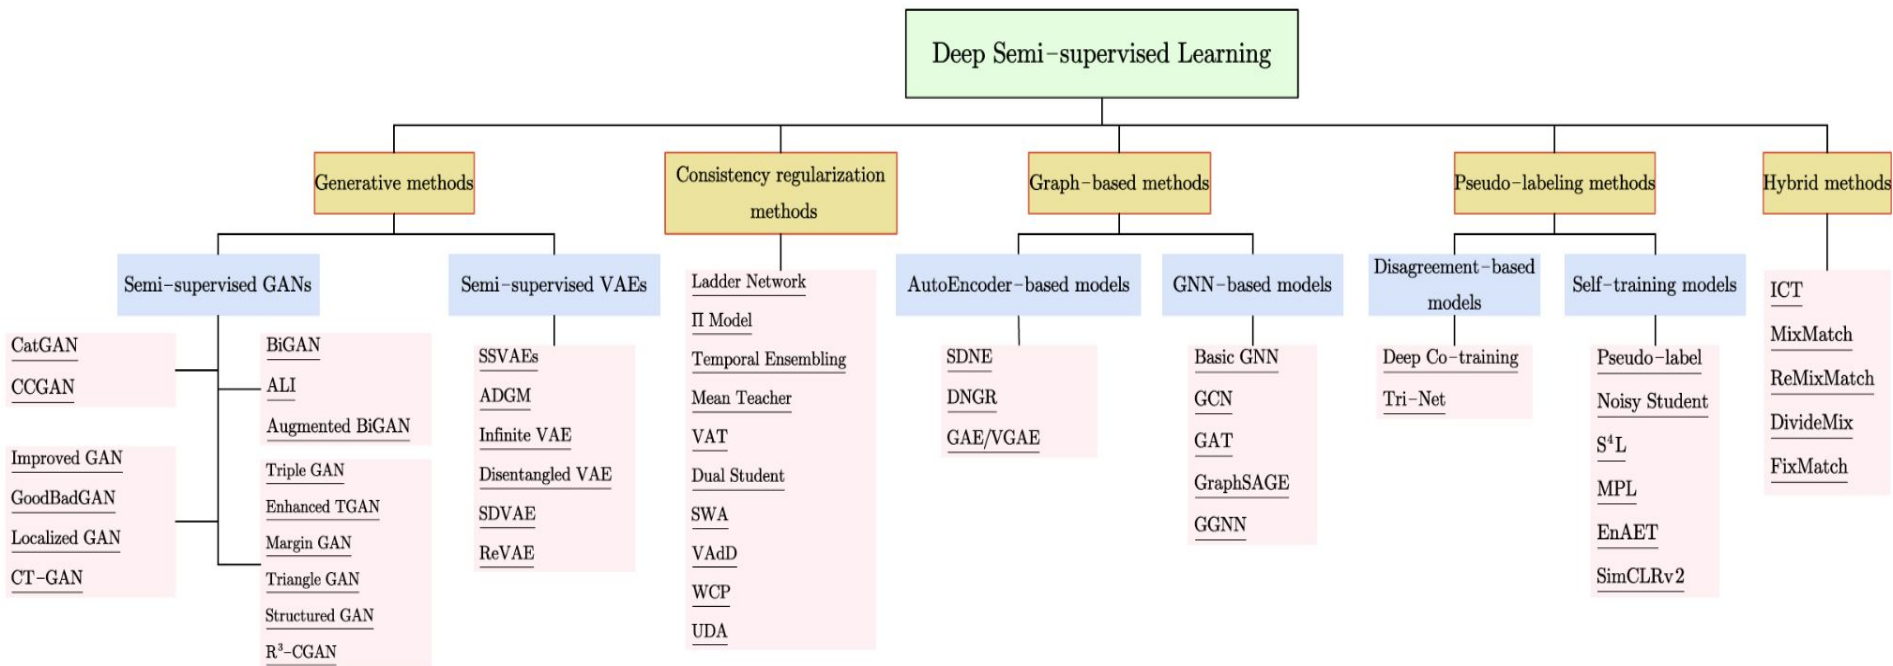 Deep Semi-supervised Learning
Generative methods
Consistency regularization
methods
Graph-based methods
Pseudo-labeling methods
Hybrid methods
Semi-supervised GANs
Semi-supervised VAEs
AutoEncoder-based models
GNN-based models
Disagreement-based
models
Self-training models
CatGAN
CCGAN
Improved GAN
GoodBadGAN
Localized GAN
CT-GAN
BiGAN
ALI
Augmented BiGAN
Triple GAN
Enhanced TGAN
Margin GAN
Triangle GAN
Structured GAN
R³-CGAN
SSVAEs
ADGM
Infinite VAE
Disentangled VAE
SDVAE
ReVAE
Ladder Network
Π Model
Temporal Ensembling
Mean Teacher
VAT
Dual Student
SWA
VAdD
WCP
UDA
SDNE
DNGR
GAE/VGAE
Basic GNN
GCN
GAT
GraphSAGE
GGNN
Deep Co-training
Tri-Net
Pseudo-label
Noisy Student
S⁴L
MPL
EnAET
SimCLRv2
ICT
MixMatch
ReMixMatch
DivideMix
FixMatch